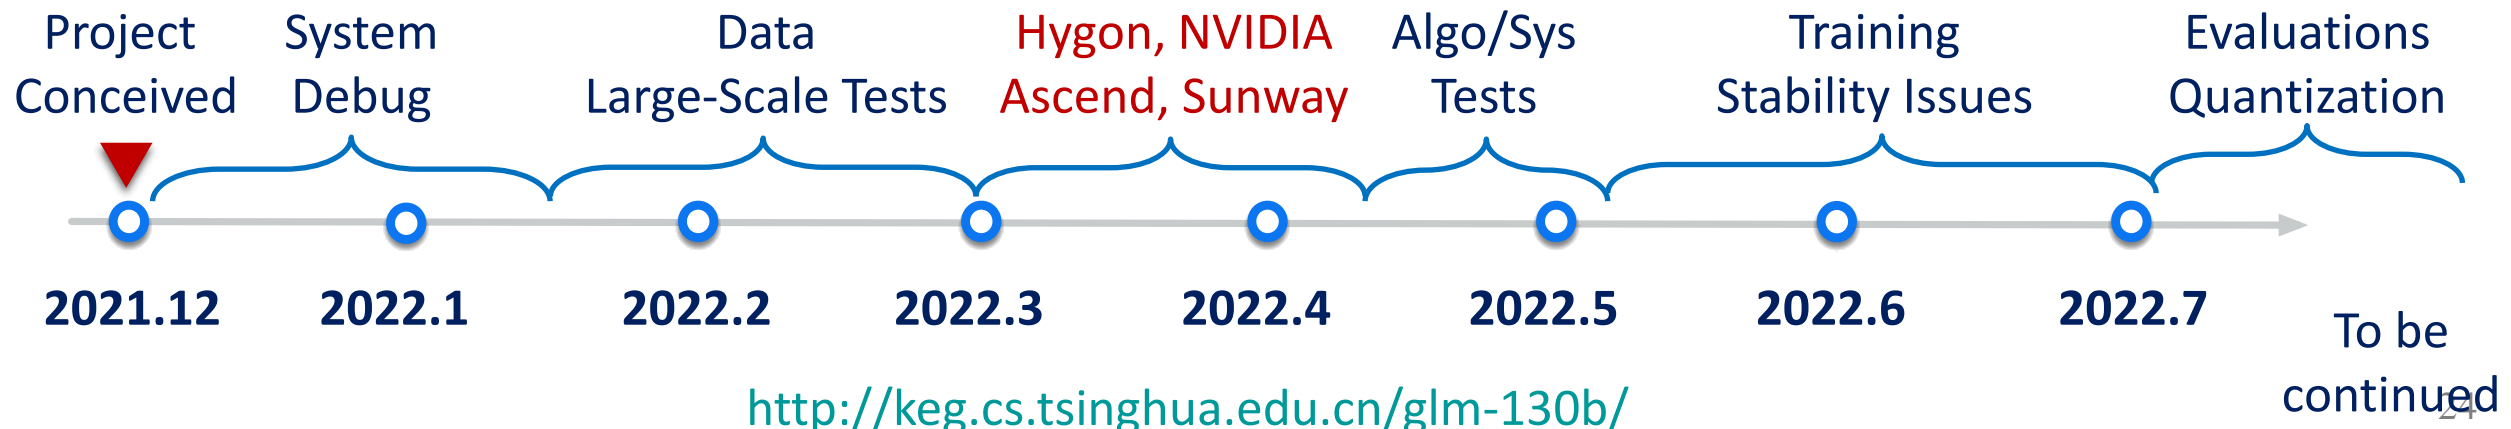 Project
Conceived
System
Debug
Data
Large-Scale Tests
Hygon, NVIDIA
Ascend, Sunway
Algo/Sys
Tests
Training
Stability Issues
Evaluations
Quantization
2021.12
2022.1
2022.2
2022.3
2022.4
2022.5
2022.6
2022.7
To be
continued
http://keg.cs.tsinghua.edu.cn/glm-130b/
24